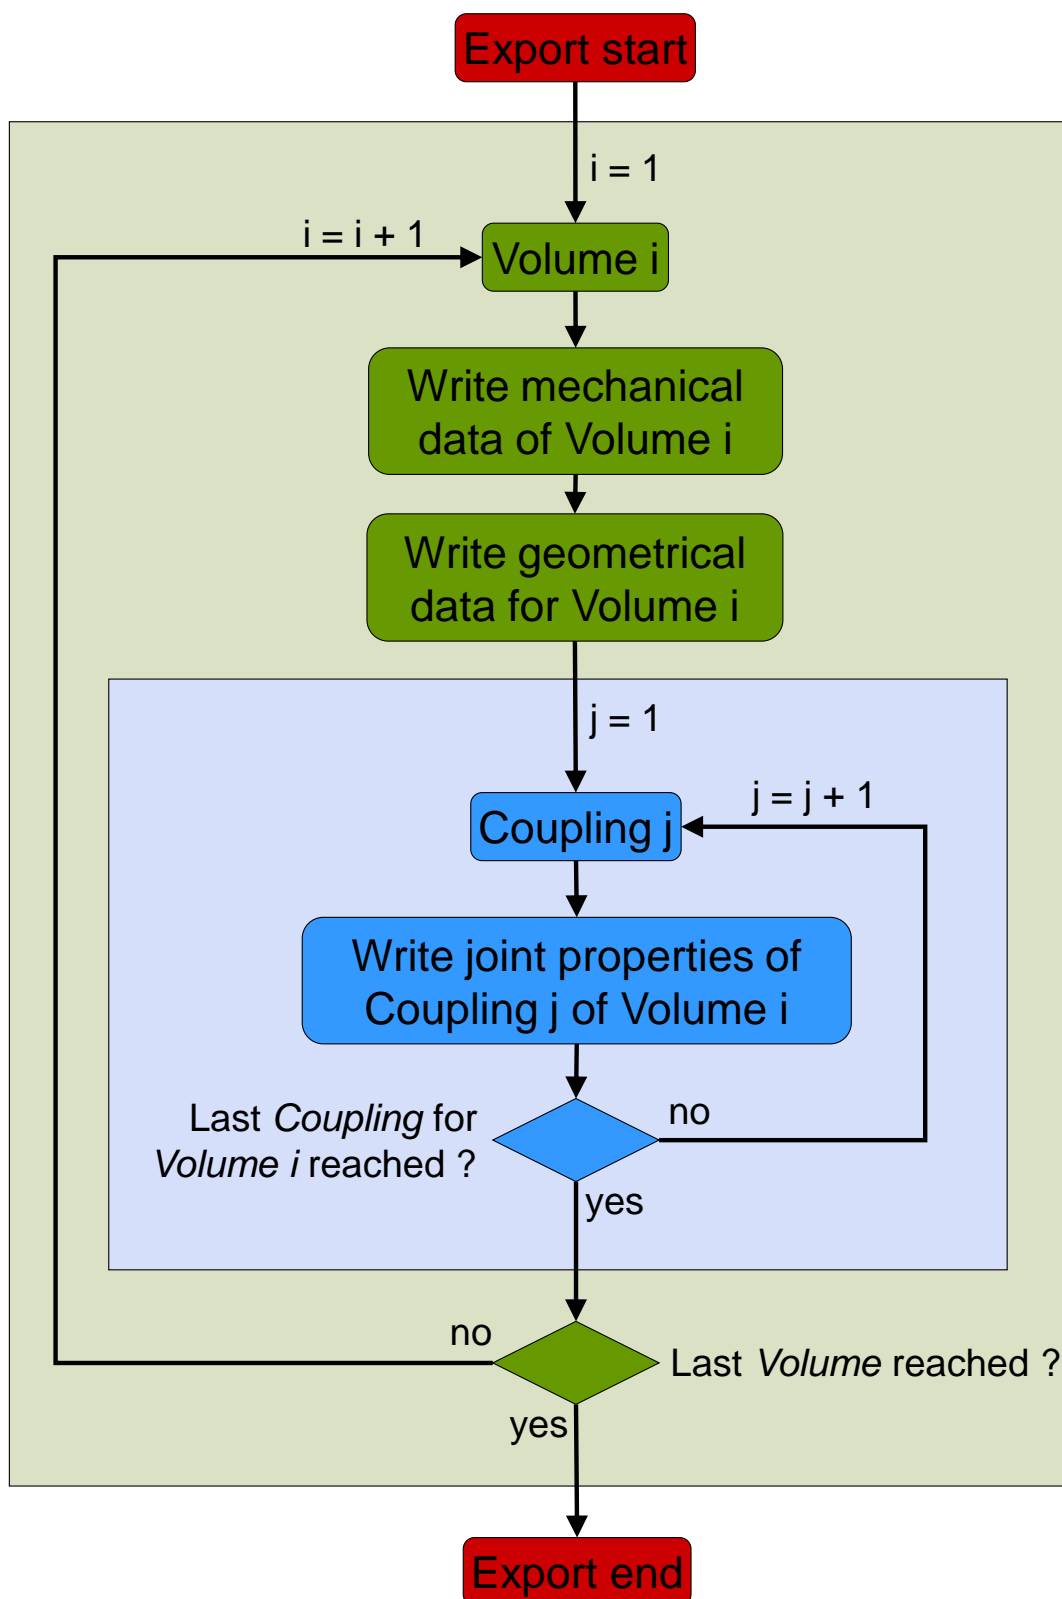 Export start
i = 1
i = i + 1
Volume i
Write mechanical
data of Volume i
Write geometrical
data for Volume i
j = 1
j = j + 1
Coupling j
Write joint properties of
Coupling j of Volume i
Last Coupling for
Volume i reached ?
no
yes
no
Last Volume reached ?
yes
Export end